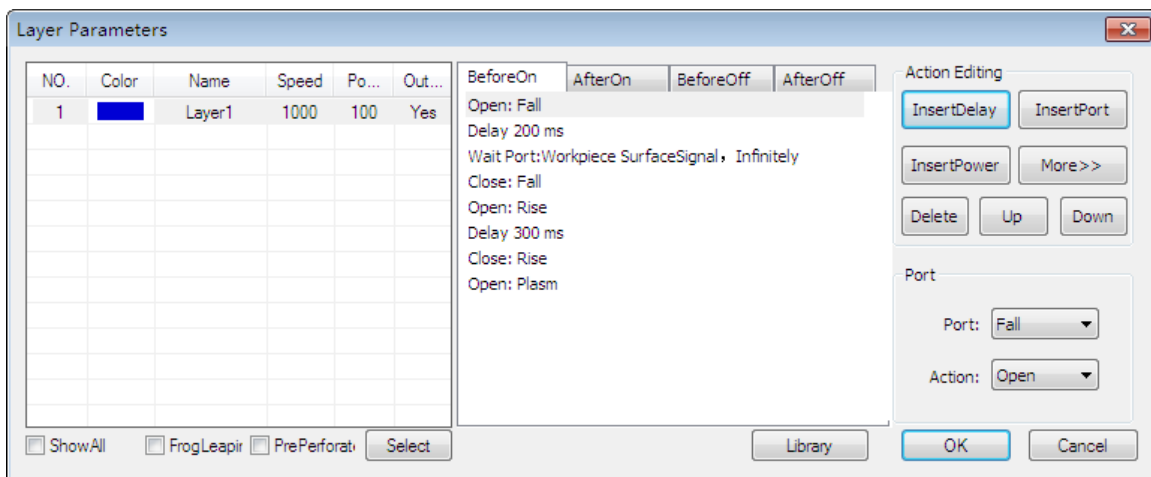 Layer Parameters
NO. Color Name Speed Po... Out...
1 Layer1 1000 100 Yes
BeforeOn AfterOn BeforeOff AfterOff
Open: Fall
Delay 200 ms
Wait Port:Workpiece SurfaceSignal，Infinitely
Close: Fall
Open: Rise
Delay 300 ms
Close: Rise
Open: Plasm
Action Editing
InsertDelay InsertPort
InsertPower More>>
Delete Up Down
Port
Port: Fall
Action: Open
ShowAll FrogLeapir PrePerforat Select
Library OK Cancel